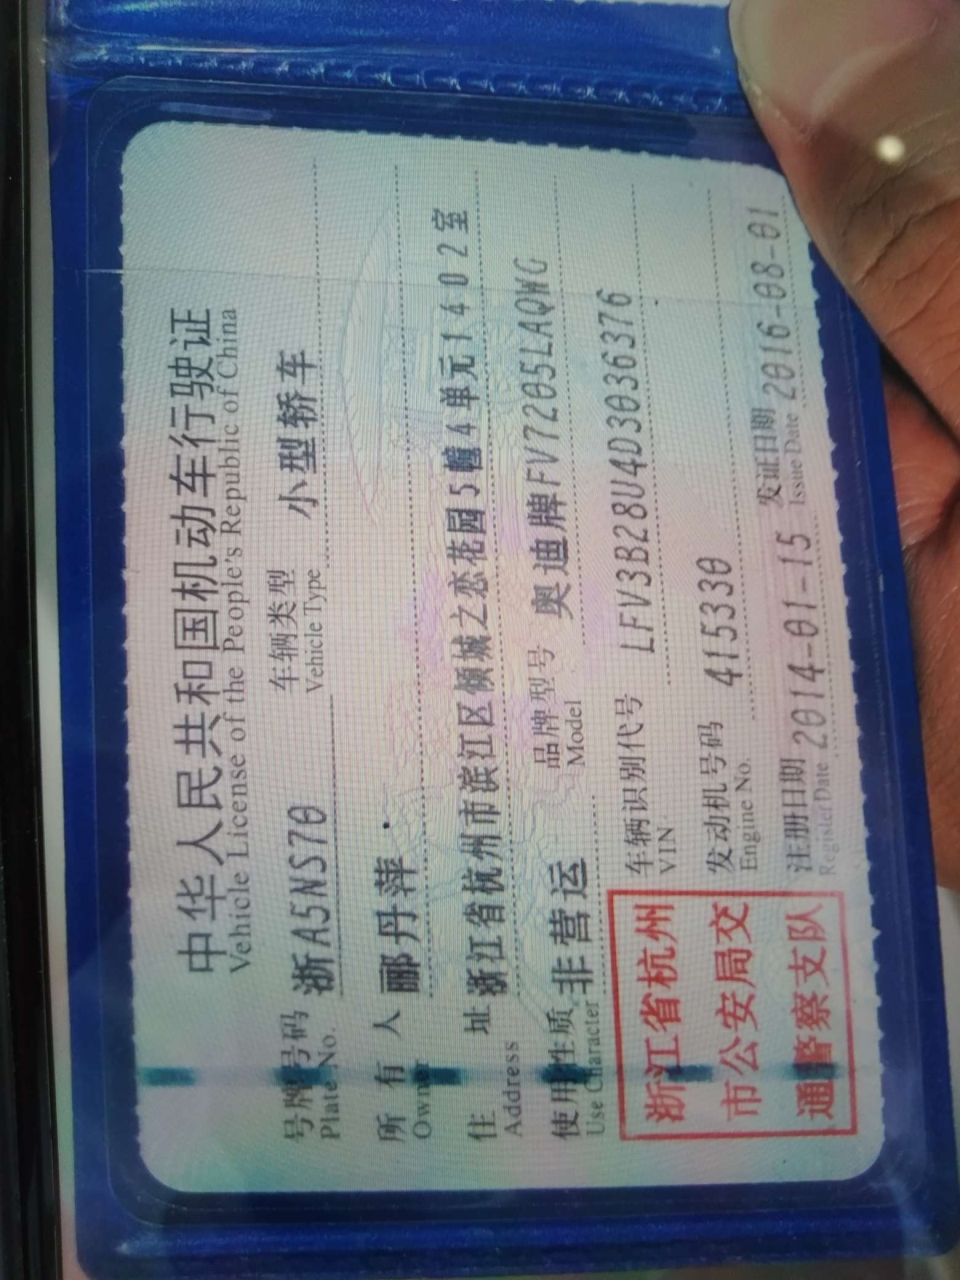 中华人民共和国机动车行驶证
Vehicle License of the People's Republic of China
号牌号码 浙A5NS70 车辆类型 小型轿车
Plate No. Vehicle Type
所有人 郦丹萍
Owner
住址 浙江省杭州市滨江区倾城之恋花园5幢4单元1402室
Address
使用性质 非营运 品牌型号 奥迪牌FV7205LAQWG
Use Character Model
浙江省杭州
市公安局交
通警察支队
车辆识别代号 LFV3B28U4D3036376
VIN
发动机号码 415330
Engine No.
注册日期 2014-01-15 发证日期 2016-08-01
Register Date Issue Date